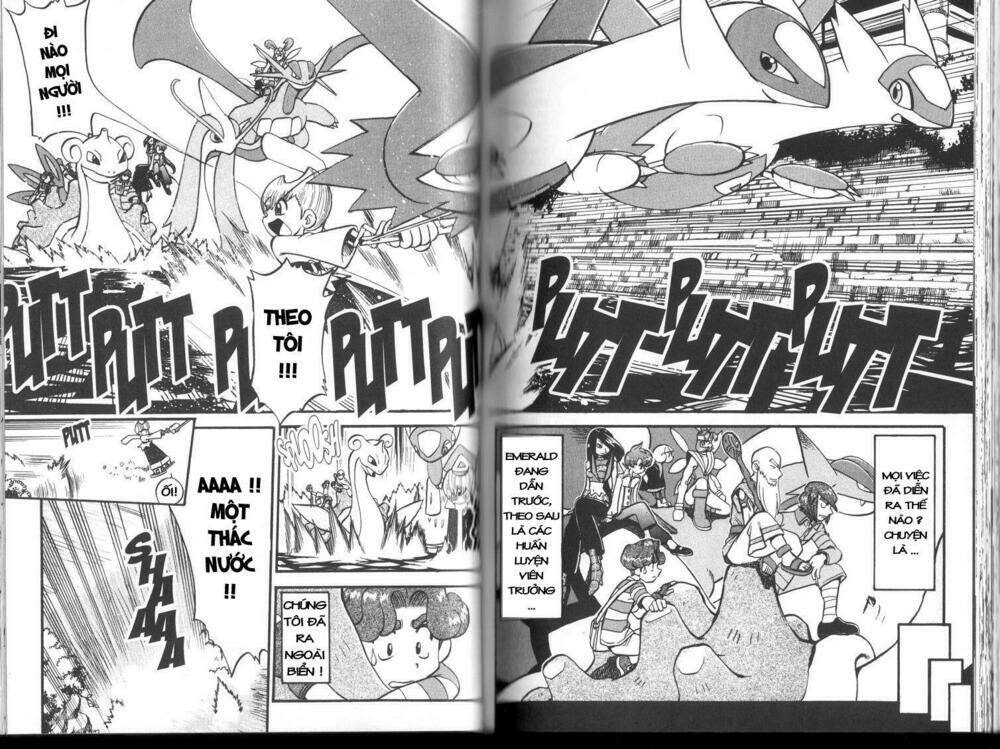 ĐI
NÀO
MỌI
NGƯỜI
!!!
THEO
TÔI
!!!
PUTT
PUTT
PUTT
PUTT
PUTT
PUTT
PUTT
PUTT
ỐI!
SHAAA
AAAA !!
MỘT
THÁC
NƯỚC
!!
SHOOSH
CHÚNG
TÔI ĐÃ
RA
NGOÀI
BIỂN !
EMERALD
ĐANG
DẪN
TRƯỚC,
THEO SAU
LÀ CÁC
HUẤN
LUYỆN
VIÊN
TRƯỞNG
...
MỌI VIỆC
ĐÃ DIỄN
RA THẾ
NÀO ?
CHUYỆN
LÀ ...